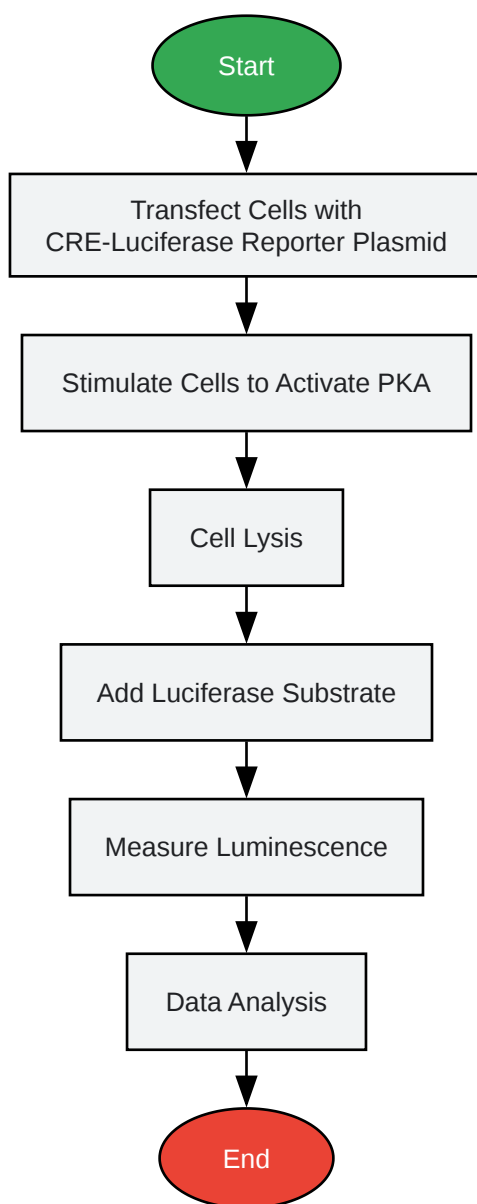 Start
Transfect Cells with
CRE-Luciferase Reporter Plasmid
Stimulate Cells to Activate PKA
Cell Lysis
Add Luciferase Substrate
Measure Luminescence
Data Analysis
End